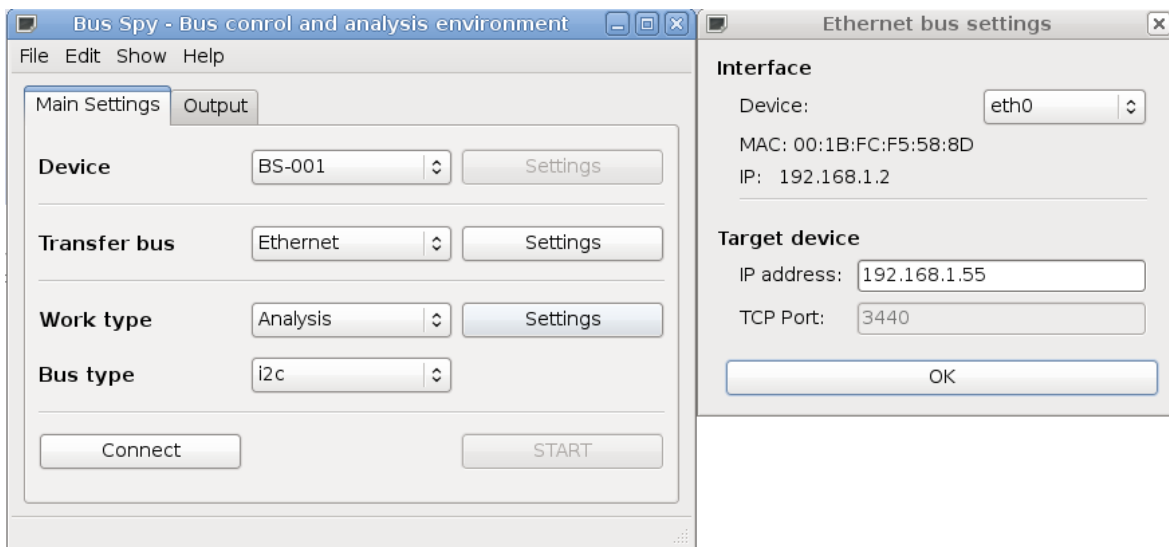 Bus Spy - Bus conrol and analysis environment
File Edit Show Help
Main Settings Output
Device BS-001 Settings
Transfer bus Ethernet Settings
Work type Analysis Settings
Bus type i2c
Connect START
Ethernet bus settings
Interface
Device: eth0
MAC: 00:1B:FC:F5:58:8D
IP: 192.168.1.2
Target device
IP address: 192.168.1.55
TCP Port: 3440
OK